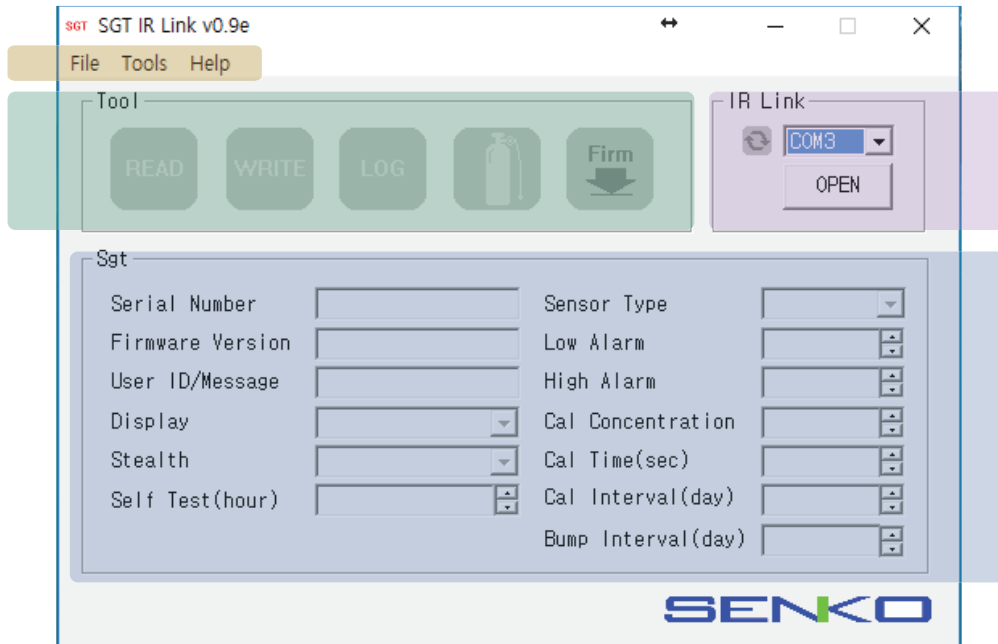 SGT SGT IR Link v0.9e
File Tools Help
Tool
READ WRITE LOG Firm
IR Link
COM3
OPEN
Sgt
Serial Number
Firmware Version
User ID/Message
Display
Stealth
Self Test(hour)
Sensor Type
Low Alarm
High Alarm
Cal Concentration
Cal Time(sec)
Cal Interval(day)
Bump Interval(day)
SENKO